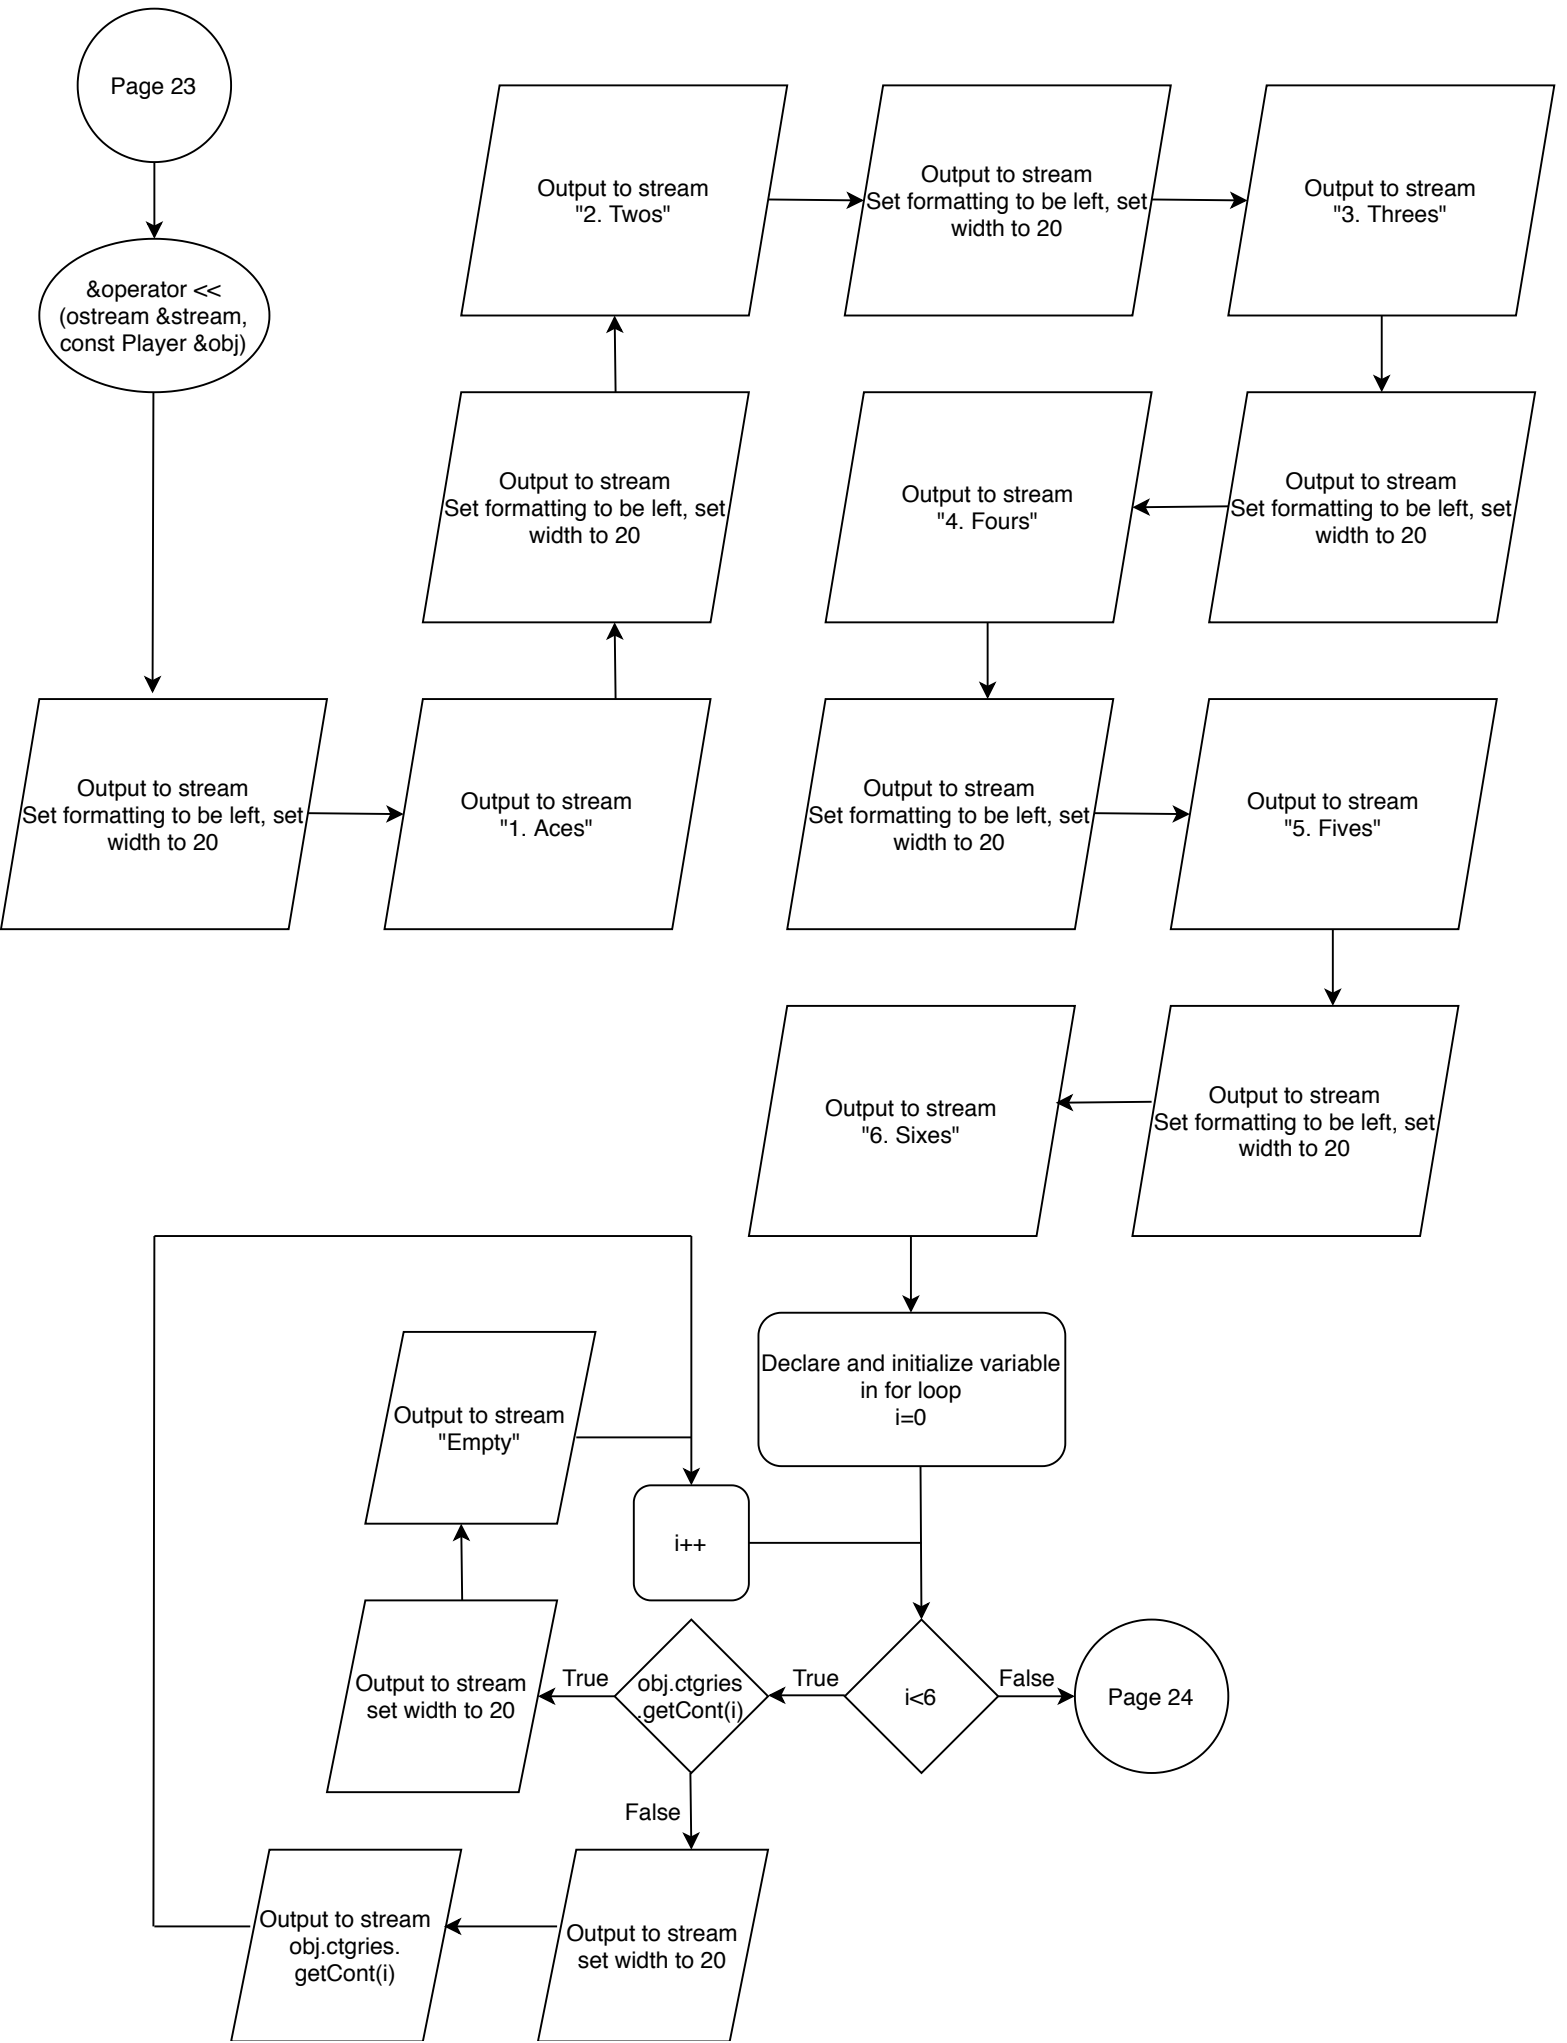 Page 23
&operator <<
(ostream &stream,
const Player &obj)
Output to stream
Set formatting to be left, set
width to 20
Output to stream
"1. Aces"
Output to stream
Set formatting to be left, set
width to 20
Output to stream
"2. Twos"
Output to stream
Set formatting to be left, set
width to 20
Output to stream
"3. Threes"
Output to stream
Set formatting to be left, set
width to 20
Output to stream
"4. Fours"
Output to stream
Set formatting to be left, set
width to 20
Output to stream
"5. Fives"
Output to stream
Set formatting to be left, set
width to 20
Output to stream
"6. Sixes"
Declare and initialize variable
in for loop
i=0
i<6
False
Page 24
True
obj.ctgries
.getCont(i)
True
Output to stream
set width to 20
Output to stream
"Empty"
i++
False
Output to stream
set width to 20
Output to stream
obj.ctgries.
getCont(i)